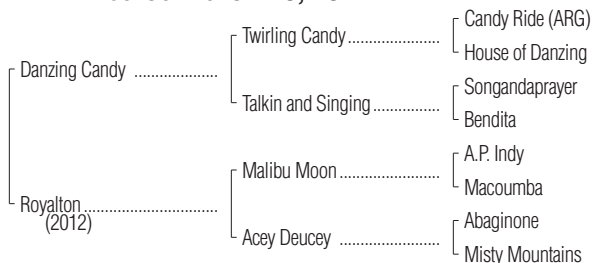 Candy Ride (ARG)
Twirling Candy
House of Danzing
Danzing Candy
Songandaprayer
Talkin and Singing
Bendita
A.P. Indy
Malibu Moon
Macoumba
Royalton
(2012)
Abaginone
Acey Deucey
Misty Mountains